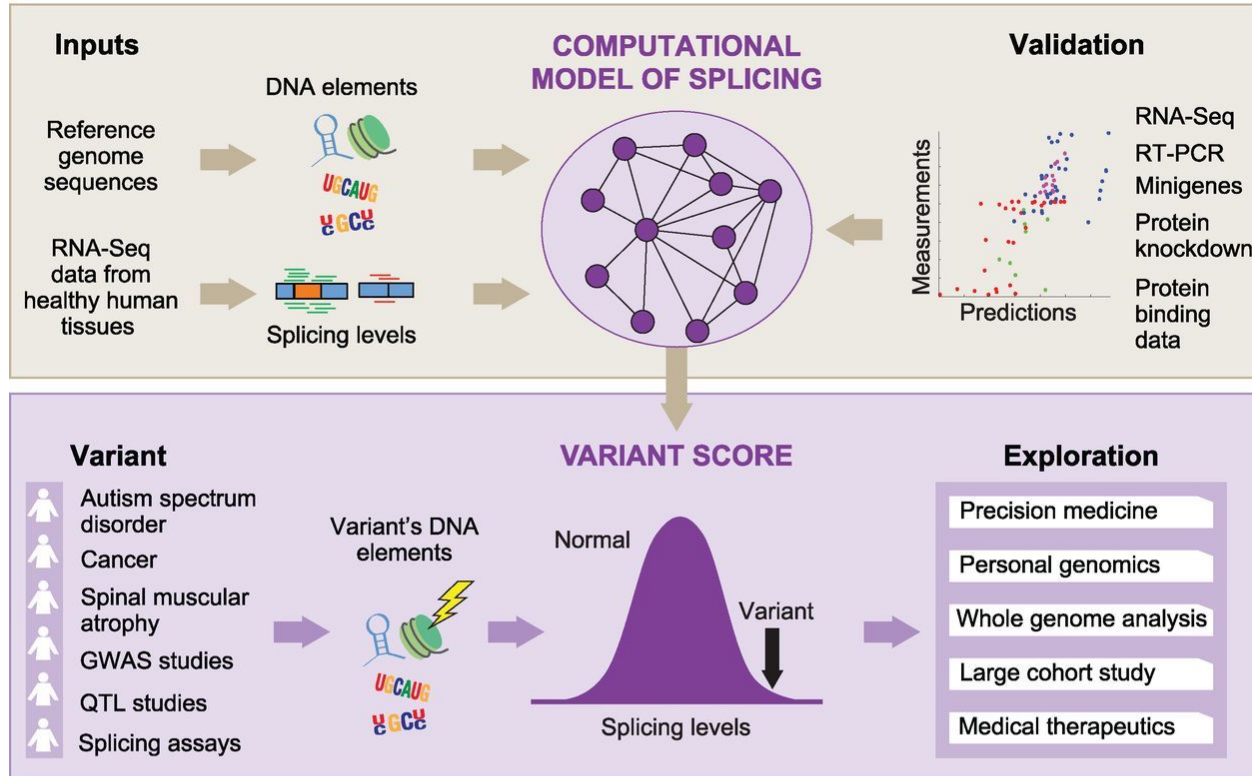 Inputs
COMPUTATIONAL
MODEL OF SPLICING
Validation
DNA elements
Reference
genome
sequences
UGCAUG
UGCU
C C
RNA-Seq
data from
healthy human
tissues
Splicing levels
Measurements
Predictions
RNA-Seq
RT-PCR
Minigenes
Protein
knockdown
Protein
binding
data
Variant
Autism spectrum
disorder
Cancer
Spinal muscular
atrophy
GWAS studies
QTL studies
Splicing assays
Variant's DNA
elements
UGCAUG
UGCU
C C
VARIANT SCORE
Normal
Variant
Splicing levels
Exploration
Precision medicine
Personal genomics
Whole genome analysis
Large cohort study
Medical therapeutics